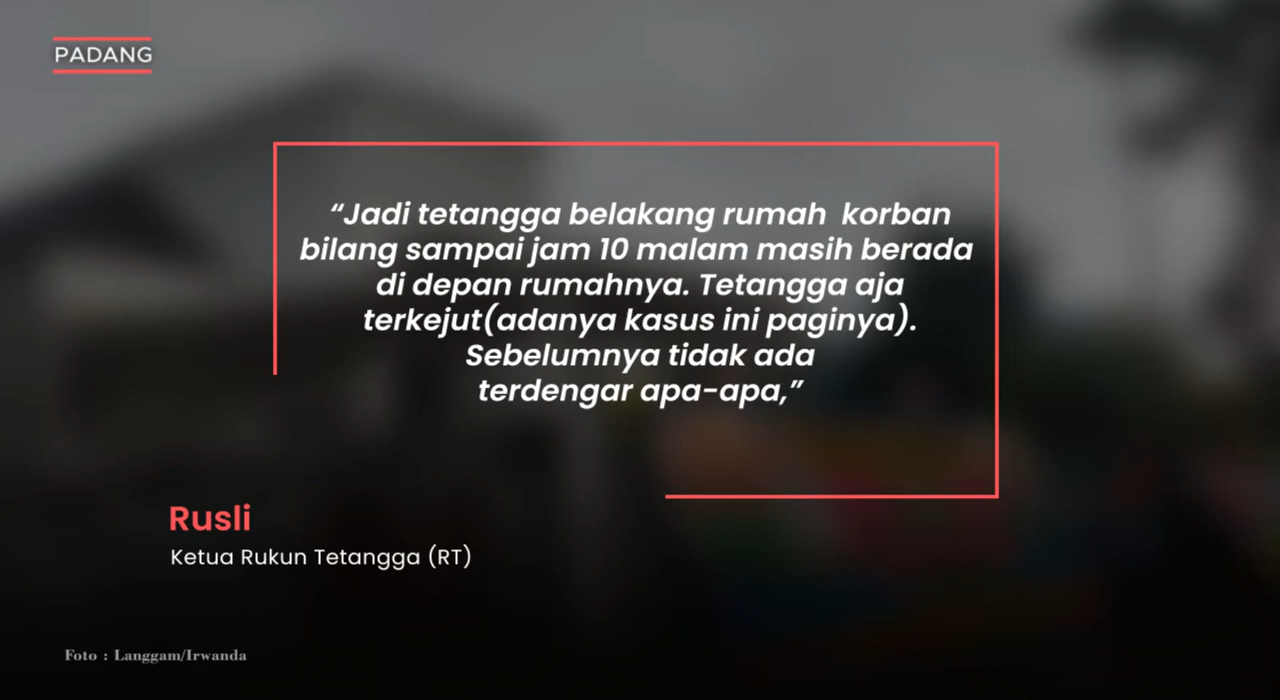 PADANG
“Jadi tetangga belakang rumah  korban
bilang sampai jam 10 malam masih berada
di depan rumahnya. Tetangga aja
terkejut(adanya kasus ini paginya).
Sebelumnya tidak ada
terdengar apa-apa,”
Rusli
Ketua Rukun Tetangga (RT)
Foto : Langgam/Irwanda